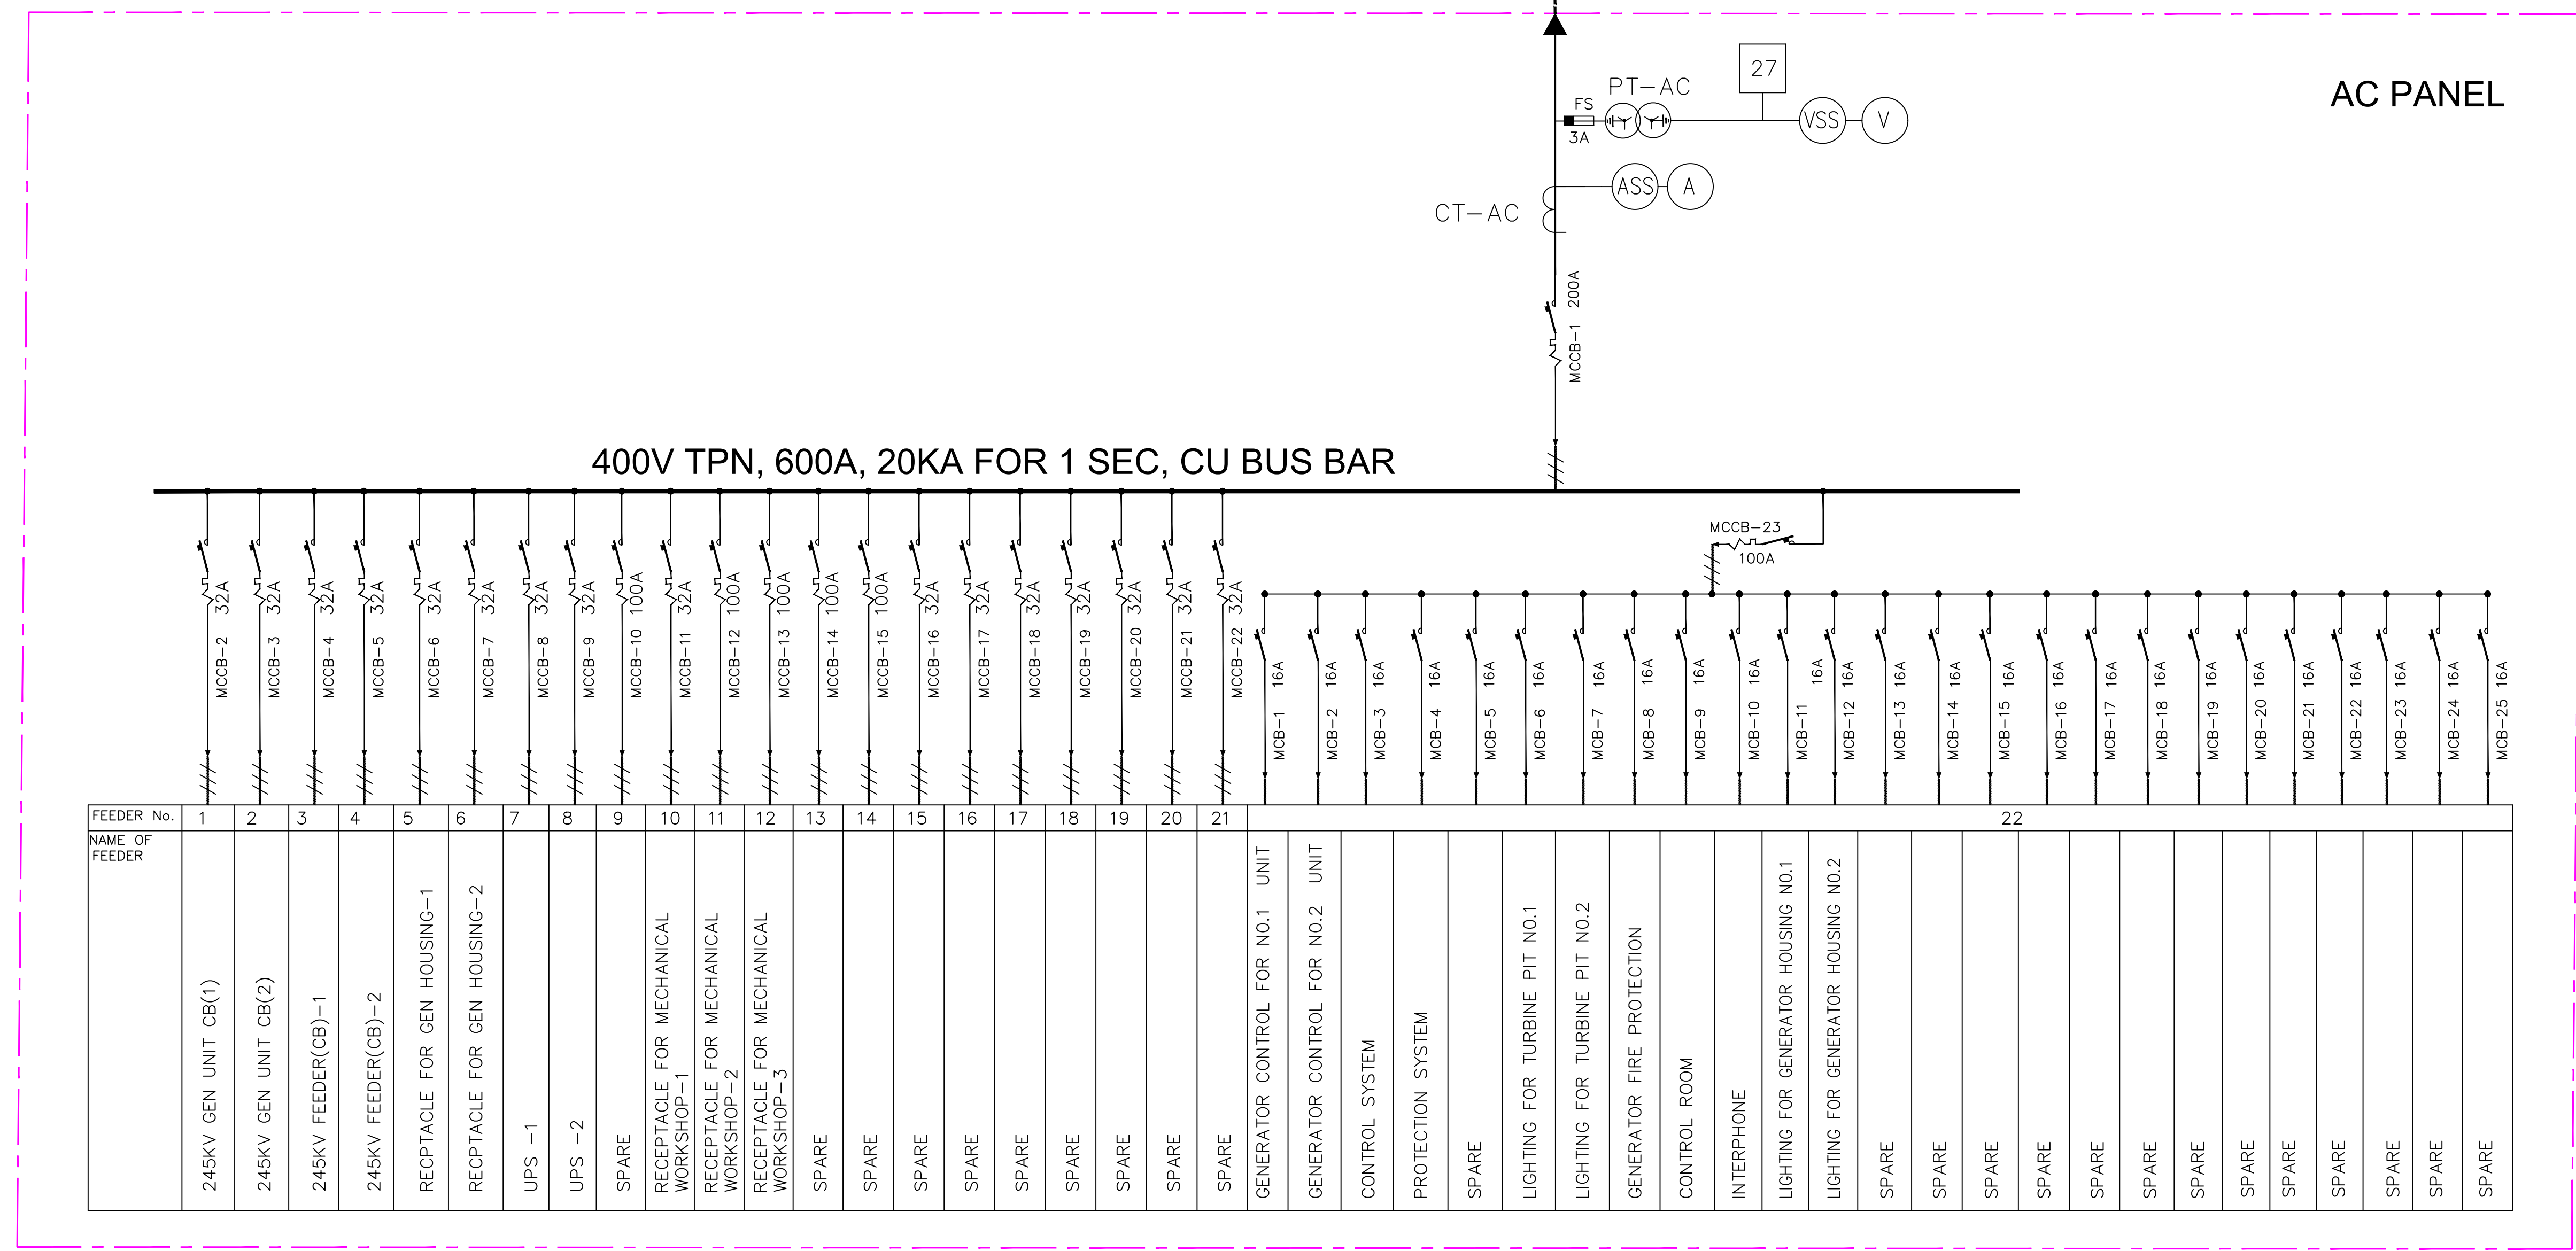 AC PANEL
27
PT-AC
FS
3A
VSS
V
ASS
A
CT-AC
MCCB-1 200A
400V TPN, 600A, 20KA FOR 1 SEC, CU BUS BAR
MCCB-23
100A
MCCB-2 32A
MCCB-3 32A
MCCB-4 32A
MCCB-5 32A
MCCB-6 32A
MCCB-7 32A
MCCB-8 32A
MCCB-9 32A
MCCB-10 100A
MCCB-11 32A
MCCB-12 100A
MCCB-13 100A
MCCB-14 100A
MCCB-15 100A
MCCB-16 32A
MCCB-17 32A
MCCB-18 32A
MCCB-19 32A
MCCB-20 32A
MCCB-21 32A
MCCB-22 32A
MCB-1 16A
MCB-2 16A
MCB-3 16A
MCB-4 16A
MCB-5 16A
MCB-6 16A
MCB-7 16A
MCB-8 16A
MCB-9 16A
MCB-10 16A
MCB-11 16A
MCB-12 16A
MCB-13 16A
MCB-14 16A
MCB-15 16A
MCB-16 16A
MCB-17 16A
MCB-18 16A
MCB-19 16A
MCB-20 16A
MCB-21 16A
MCB-22 16A
MCB-23 16A
MCB-24 16A
MCB-25 16A
FEEDER No. 1 2 3 4 5 6 7 8 9 10 11 12 13 14 15 16 17 18 19 20 21 22
NAME OF
FEEDER
245KV GEN UNIT CB(1)
245KV GEN UNIT CB(2)
245KV FEEDER(CB)-1
245KV FEEDER(CB)-2
RECPTACLE FOR GEN HOUSING-1
RECPTACLE FOR GEN HOUSING-2
UPS -1
UPS -2
SPARE
RECEPTACLE FOR MECHANICAL
WORKSHOP-1
RECEPTACLE FOR MECHANICAL
WORKSHOP-2
RECEPTACLE FOR MECHANICAL
WORKSHOP-3
SPARE
SPARE
SPARE
SPARE
SPARE
SPARE
SPARE
SPARE
SPARE
GENERATOR CONTROL FOR NO.1 UNIT
GENERATOR CONTROL FOR NO.2 UNIT
CONTROL SYSTEM
PROTECTION SYSTEM
SPARE
LIGHTING FOR TURBINE PIT NO.1
LIGHTING FOR TURBINE PIT NO.2
GENERATOR FIRE PROTECTION
CONTROL ROOM
INTERPHONE
LIGHTING FOR GENERATOR HOUSING NO.1
LIGHTING FOR GENERATOR HOUSING NO.2
SPARE
SPARE
SPARE
SPARE
SPARE
SPARE
SPARE
SPARE
SPARE
SPARE
SPARE
SPARE
SPARE